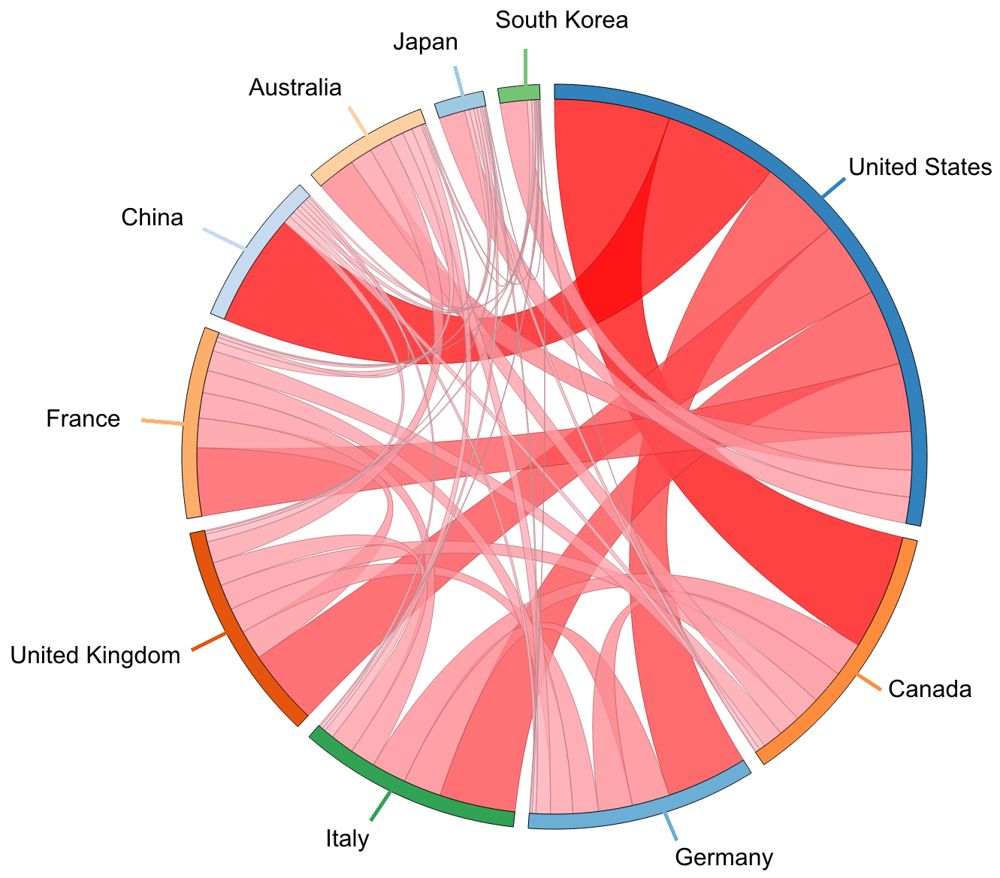 South Korea
Japan
Australia
United States
China
France
United Kingdom
Canada
Italy
Germany